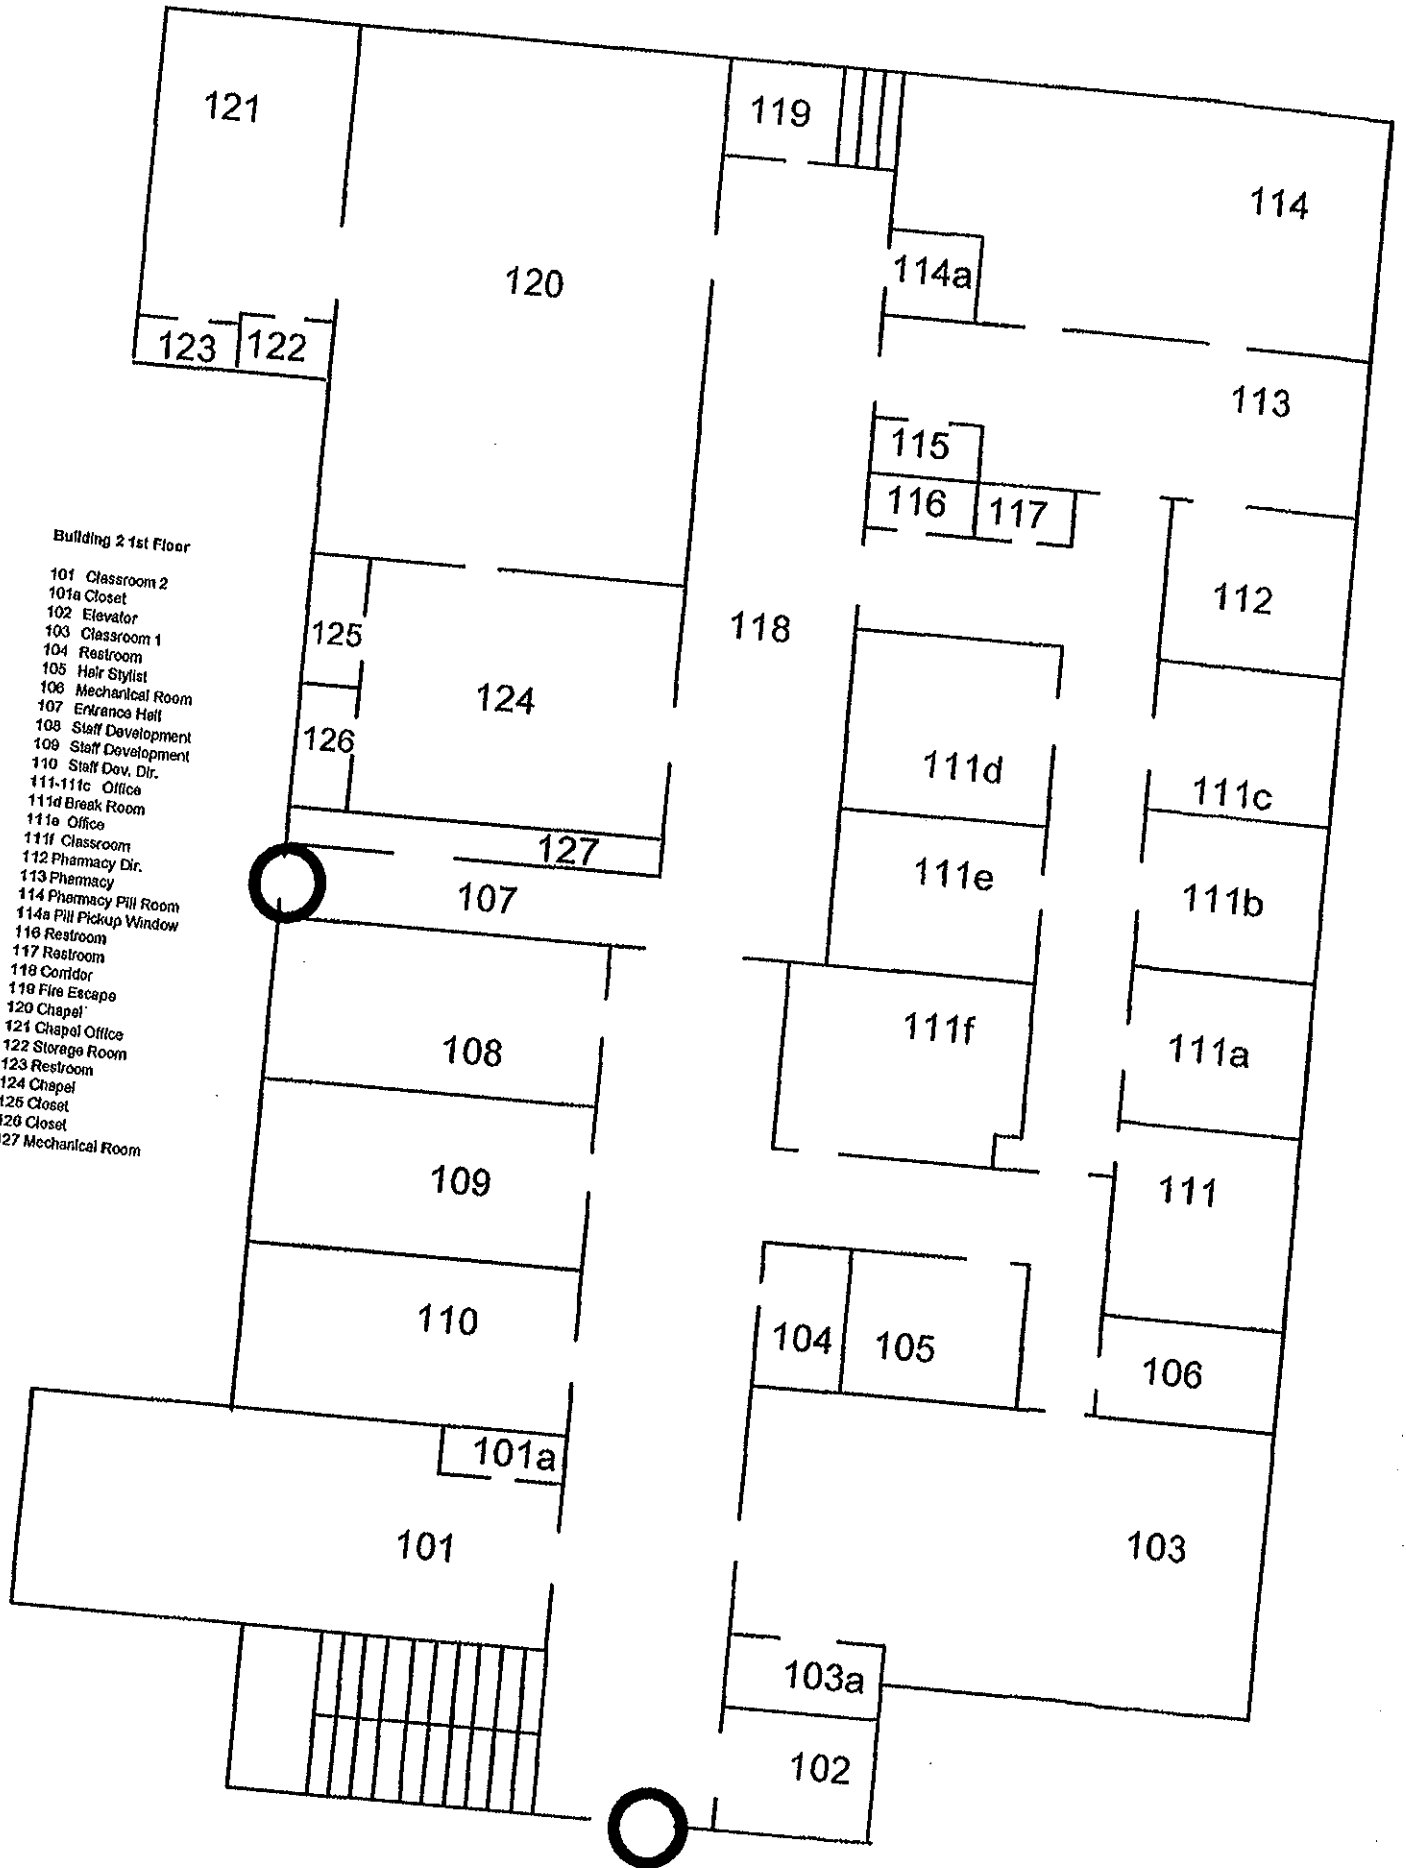 121
119
114
120
114a
123
122
113
115
116
117
Building 2 1st Floor
101 Classroom 2
101a Closet
102 Elevator
103 Classroom 1
104 Restroom
105 Hair Stylist
106 Mechanical Room
107 Entrance Hall
108 Staff Development
109 Staff Development
110 Staff Dev. Dir.
111-111c Office
111d Break Room
111e Office
111f Classroom
112 Pharmacy Dir.
113 Pharmacy
114 Pharmacy Pill Room
114a Pill Pickup Window
116 Restroom
117 Restroom
118 Corridor
119 Fire Escape
120 Chapel
121 Chapel Office
122 Storage Room
123 Restroom
124 Chapel
125 Closet
126 Closet
127 Mechanical Room
112
118
125
124
126
111d
111c
127
111e
107
111b
111f
108
111a
109
111
110
104
105
106
101a
101
103
103a
102